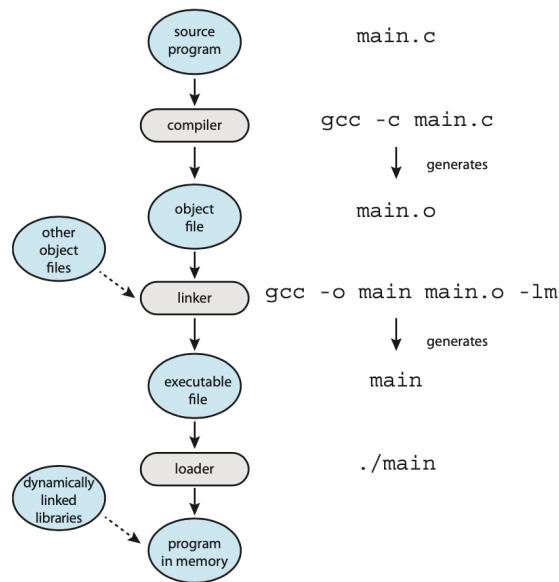 source
program
main.c
compiler
gcc -c main.c
generates
object
file
main.o
other
object
files
linker
gcc -o main main.o -lm
generates
executable
file
main
loader
./main
dynamically
linked
libraries
program
in memory